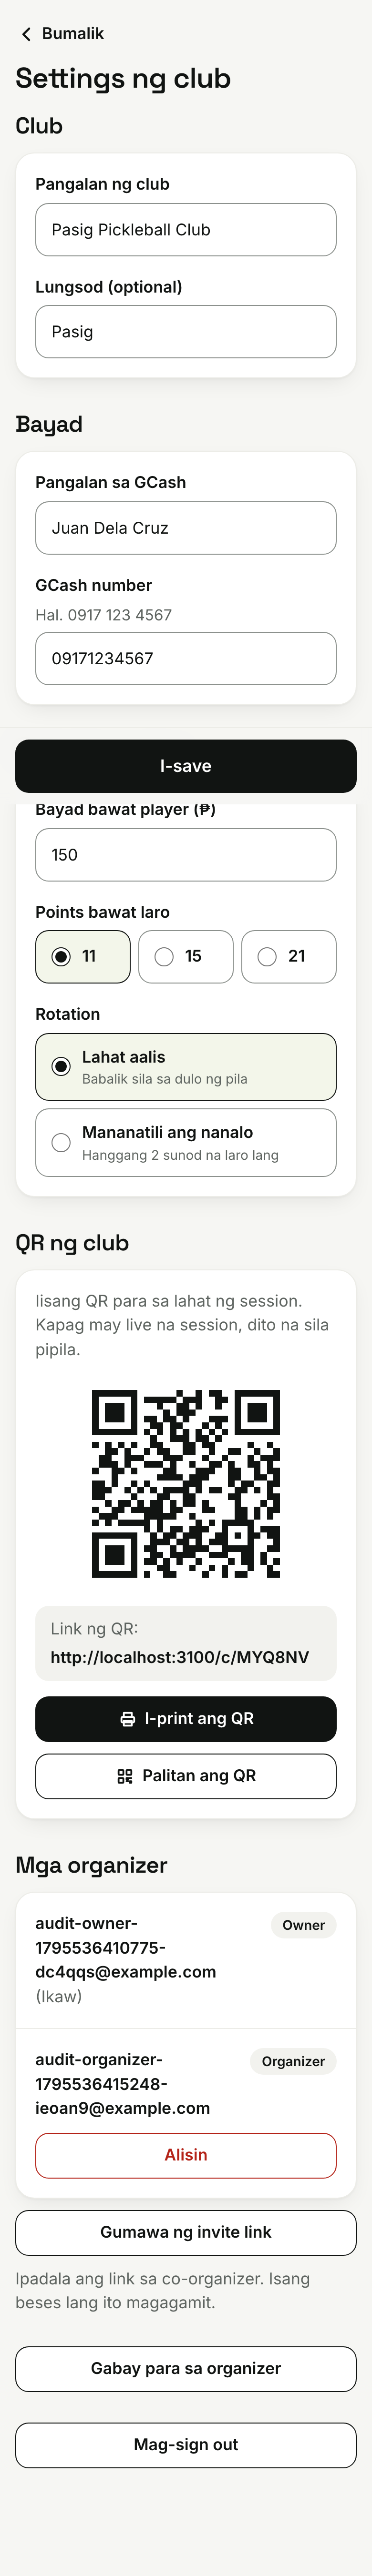 Bumalik
Settings ng club
Club
Pangalan ng club
Pasig Pickleball Club
Lungsod (optional)
Pasig
Bayad
Pangalan sa GCash
Juan Dela Cruz
GCash number
Hal. 0917 123 4567
09171234567
I-save
Bayad bawat player (₱)
150
Points bawat laro
11
15
21
Rotation
Lahat aalis
Babalik sila sa dulo ng pila
Mananatili ang nanalo
Hanggang 2 sunod na laro lang
QR ng club
Iisang QR para sa lahat ng session.
Kapag may live na session, dito na sila
pipila.
Link ng QR:
http://localhost:3100/c/MYQ8NV
I-print ang QR
Palitan ang QR
Mga organizer
audit-owner-
1795536410775-
dc4qqs@example.com
(Ikaw)
Owner
audit-organizer-
1795536415248-
ieoan9@example.com
Organizer
Alisin
Gumawa ng invite link
Ipadala ang link sa co-organizer. Isang
beses lang ito magagamit.
Gabay para sa organizer
Mag-sign out